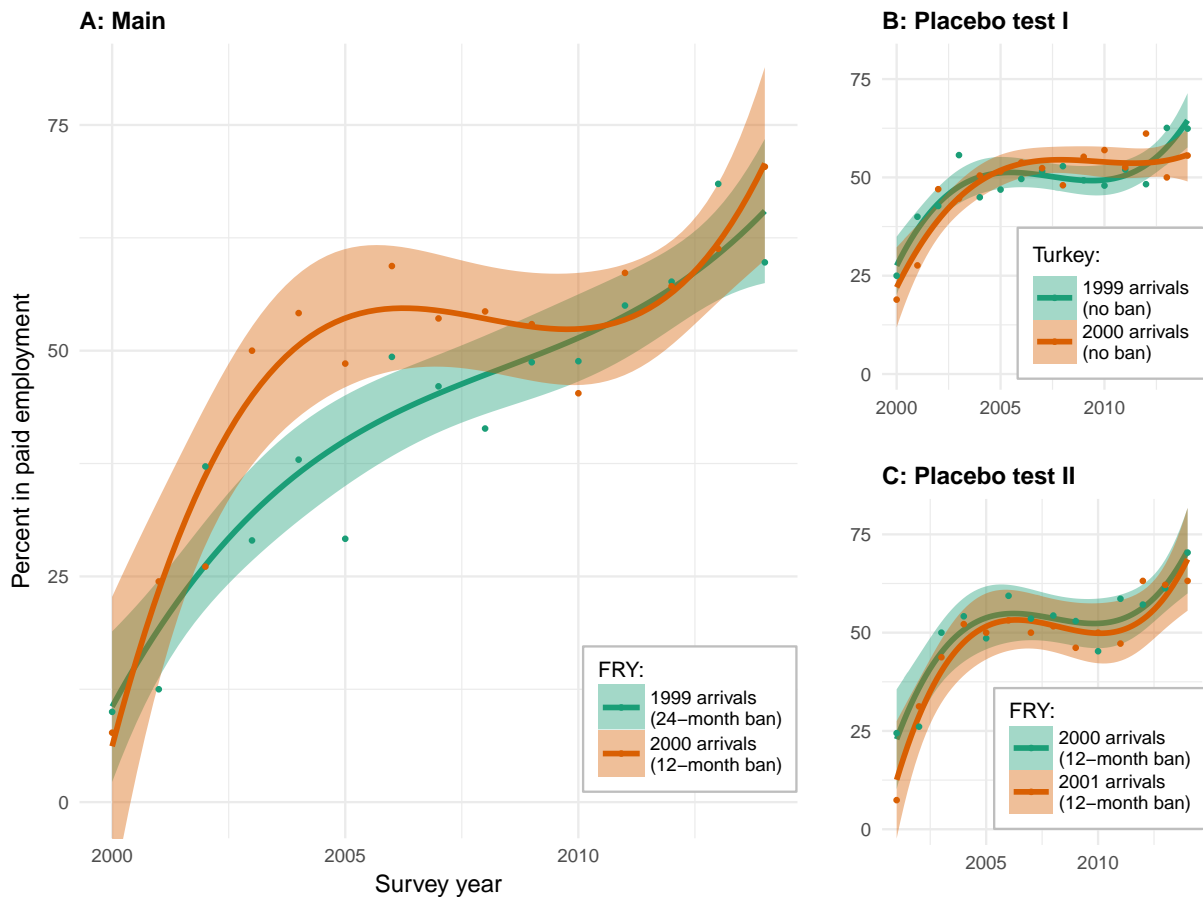 A: Main
Percent in paid employment
75
50
25
0
2000
2005
2010
Survey year
FRY:
1999 arrivals
(24−month ban)
2000 arrivals
(12−month ban)
B: Placebo test I
75
50
25
0
2000
2005
2010
Turkey:
1999 arrivals
(no ban)
2000 arrivals
(no ban)
C: Placebo test II
75
50
25
0
2005
2010
FRY:
2000 arrivals
(12−month ban)
2001 arrivals
(12−month ban)